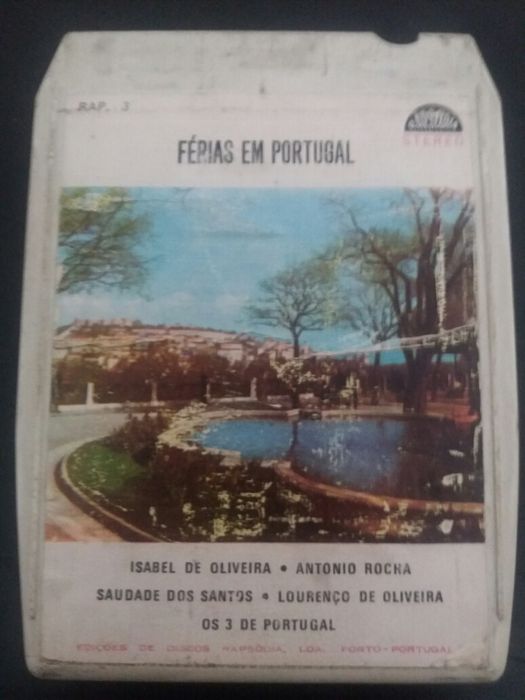 RAP. - 3
RAPSÓDIA
STEREO
FÉRIAS EM PORTUGAL
ISABEL DE OLIVEIRA • ANTONIO ROCHA
SAUDADE DOS SANTOS • LOURENÇO DE OLIVEIRA
OS 3 DE PORTUGAL
EDIÇÕES DE DISCOS RAPSÓDIA, LDA. PORTO-PORTUGAL